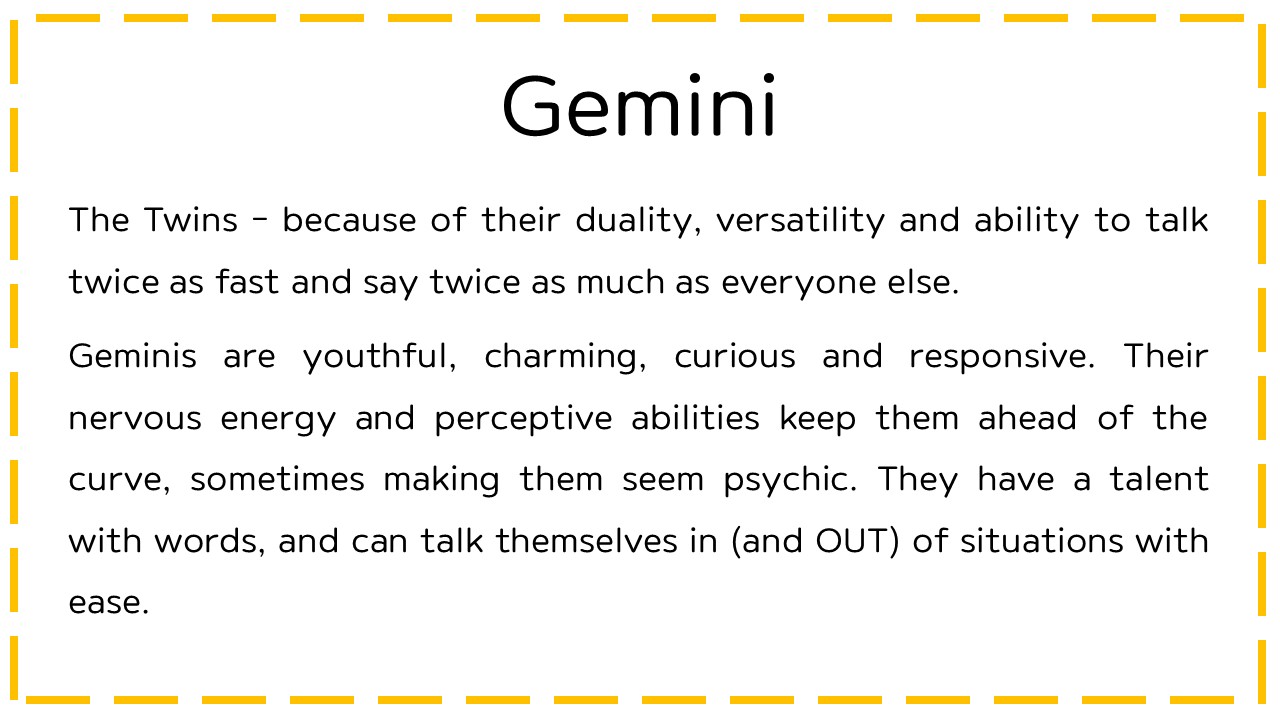 Gemini
The Twins – because of their duality, versatility and ability to talk
twice as fast and say twice as much as everyone else.
Geminis are youthful, charming, curious and responsive. Their
nervous energy and perceptive abilities keep them ahead of the
curve, sometimes making them seem psychic. They have a talent
with words, and can talk themselves in (and OUT) of situations with
ease.